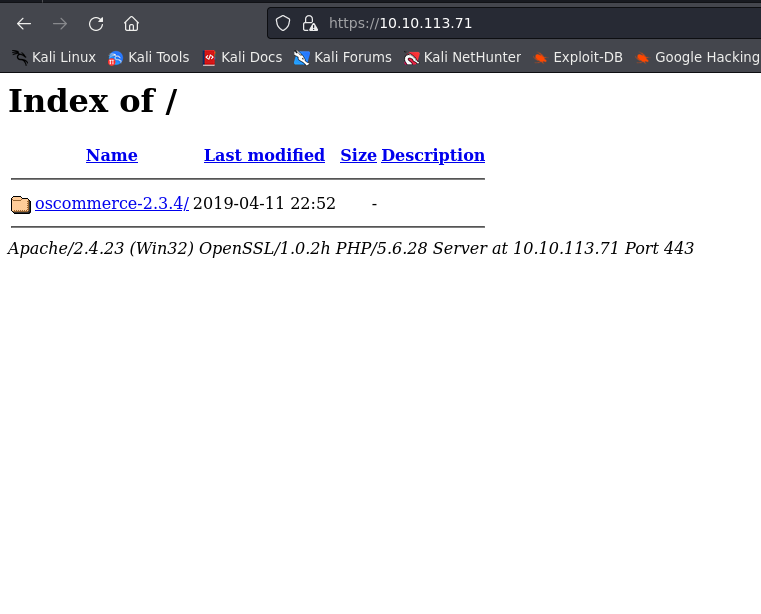 https://10.10.113.71
Kali Linux Kali Tools Kali Docs Kali Forums Kali NetHunter Exploit-DB Google Hacking
Index of /
Name Last modified Size Description
oscommerce-2.3.4/ 2019-04-11 22:52 -
Apache/2.4.23 (Win32) OpenSSL/1.0.2h PHP/5.6.28 Server at 10.10.113.71 Port 443